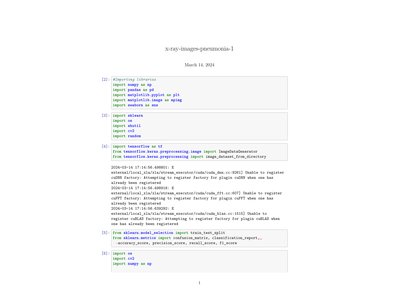 x-ray-images-pneumonia-1
March 14, 2024
[2]: #Importing libraries
import numpy as np
import pandas as pd
import matplotlib.pyplot as plt
import matplotlib.image as mpimg
import seaborn as sns
[3]: import sklearn
import os
import shutil
import cv2
import random
[4]: import tensorflow as tf
from tensorflow.keras.preprocessing.image import ImageDataGenerator
from tensorflow.keras.preprocessing import image_dataset_from_directory
2024-03-14 17:14:56.
external/local_xla/xla/stream_executor/cuda/cuda_dnn.cc:9261] Unable to register
cuDNN factory: Attempting to register factory for plugin cuDNN when one has
already been registered
2024-03-14 17:14:56.
external/local_xla/xla/stream_executor/cuda/cuda_fft.cc:607] Unable to register
cuFFT factory: Attempting to register factory for plugin cuFFT when one has
already been registered
2024-03-14 17:14:56.
external/local_xla/xla/stream_executor/cuda/cuda_blas.cc:1515] Unable to
register cuBLAS factory: Attempting to register factory for plugin cuBLAS when
one has already been registered
[5]: from sklearn.model_selection import train_test_split
from sklearn.metrics import confusion_matrix, classification_report,
accuracy_score, precision_score, recall_score, f1_score
[6]: import os
import cv2
import numpy as np
1